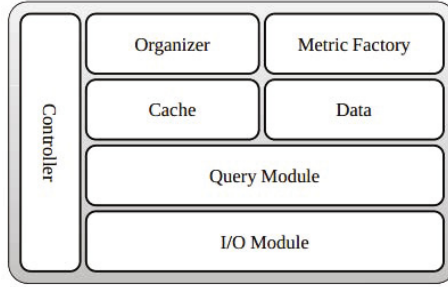 Controller
Organizer
Metric Factory
Cache
Data
Query Module
I/O Module